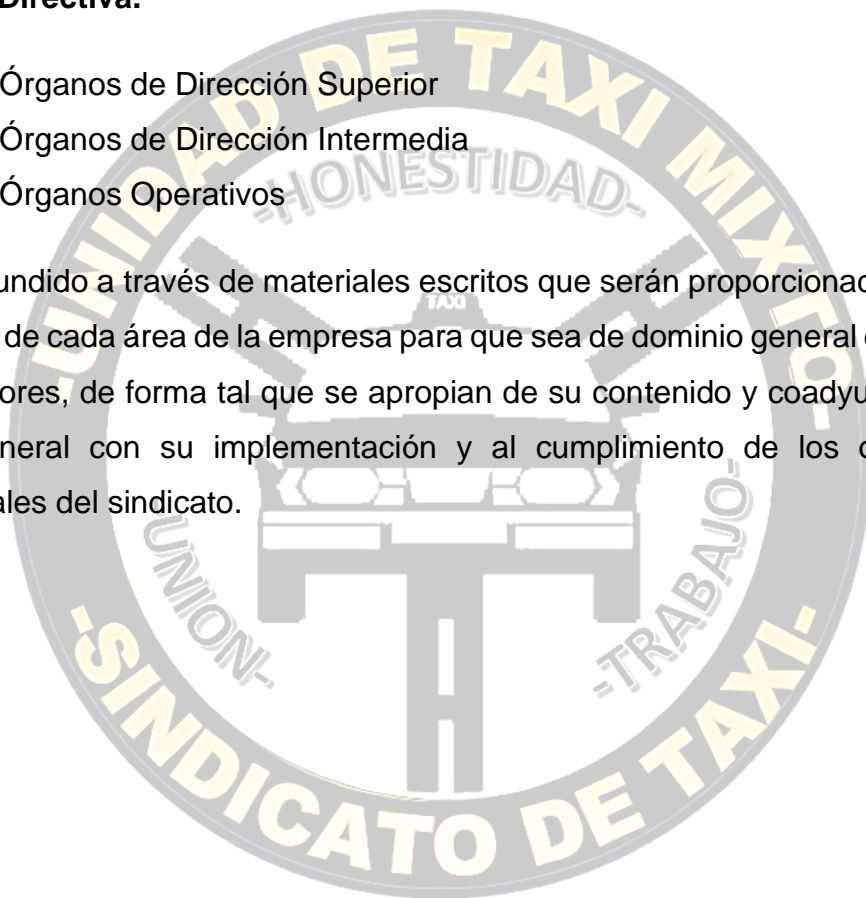 Directiva.
Órganos de Dirección Superior
Órganos de Dirección Intermedia
Órganos Operativos
undido a través de materiales escritos que serán proporcionad
de cada área de la empresa para que sea de dominio general
ores, de forma tal que se apropian de su contenido y coadyu
neral con su implementación y al cumplimiento de los
ales del sindicato.
-UNIDAD DE TAXI MIXTO-
-HONESTIDAD-
TAXI
UNION-
-TRABAJO-
-SINDICATO DE TAXI-